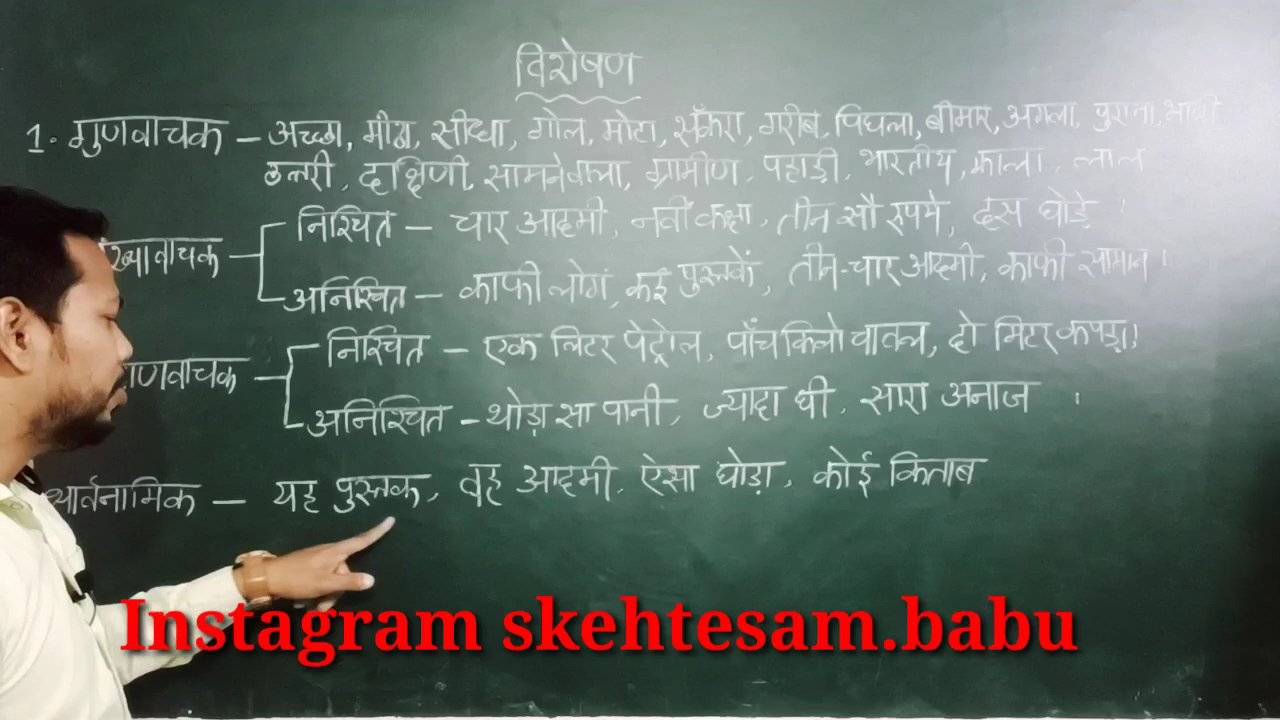 विशेषण
1. गुणवाचक – अच्छा, मीठा, सीधा, गोल, मोटा, सँकरा, गरीब, पिघला, बीमार, अगला, पुराना,
दक्षिणी, सामनेवाला, ग्रामीण, पहाड़ी, भारतीय, काला, लाल
ख्यावाचक
निश्चित – चार आदमी, नवीं कक्षा, तीन सौ रुपये, दस घोड़े ।
अनिश्चित – काफी लोग, कई पुस्तकें, तीन-चार आदमी, काफी सामान ।
ाणवाचक
निश्चित – एक लिटर पेट्रोल, पाँच किलो चावल, दो मिटर कपड़ा ।
अनिश्चित – थोड़ा सा पानी, ज्यादा घी, सारा अनाज ।
सार्वनामिक – यह पुस्तक, वह आदमी, ऐसा घोड़ा, कोई किताब
Instagram skehtesam.babu